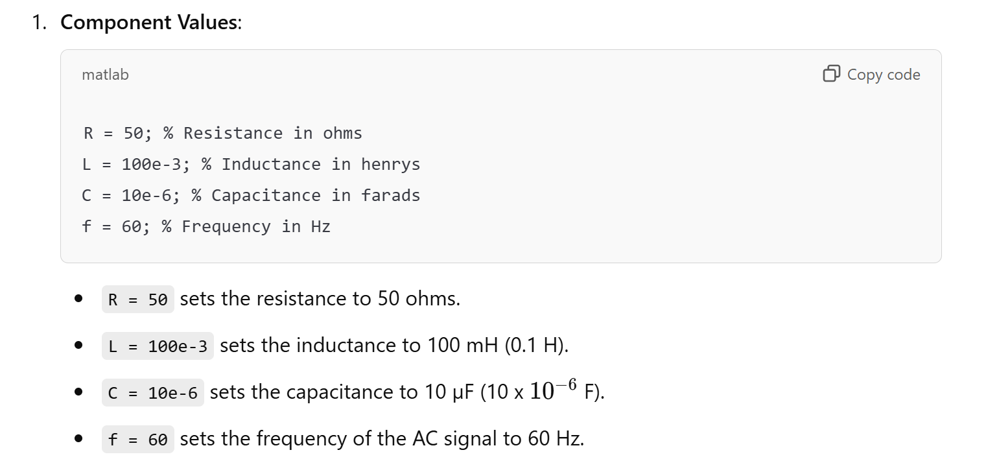 1. Component Values:
matlab Copy code
R = 50; % Resistance in ohms
L = 100e-3; % Inductance in henrys
C = 10e-6; % Capacitance in farads
f = 60; % Frequency in Hz
• R = 50 sets the resistance to 50 ohms.
• L = 100e-3 sets the inductance to 100 mH (0.1 H).
• C = 10e-6 sets the capacitance to 10 µF (10 x 10⁻⁶ F).
• f = 60 sets the frequency of the AC signal to 60 Hz.